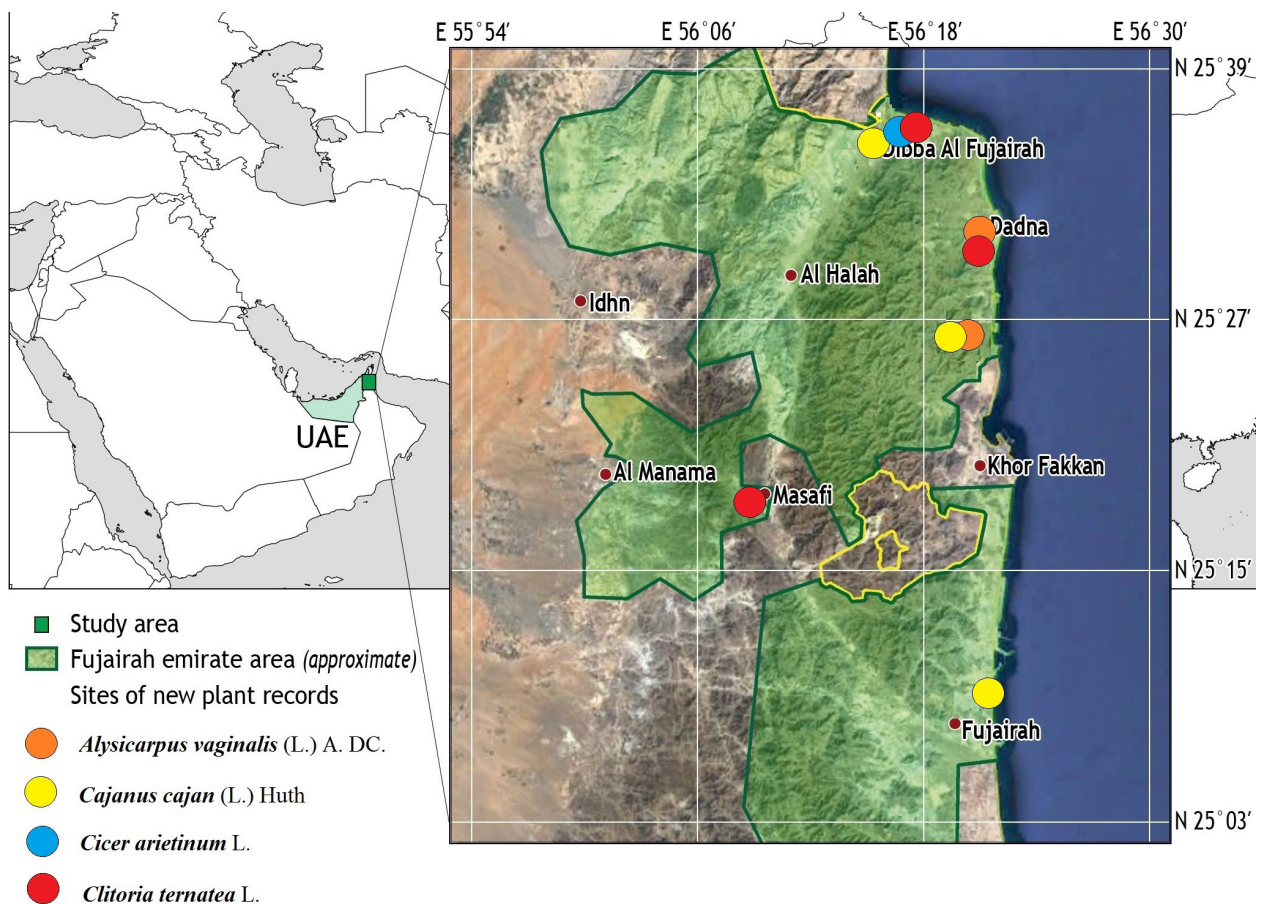 E 55°54′ E 56°06′ E 56°18′ E 56°30′
N 25°39′
Dibba Al Fujairah
Dadna
Al Halah
Idhn
N 25°27′
UAE
Khor Fakkan
Al Manama
Masafi
N 25°15′
Study area
Fujairah emirate area (approximate)
Sites of new plant records
Fujairah
Alysicarpus vaginalis (L.) A. DC.
Cajanus cajan (L.) Huth
N 25°03′
Cicer arietinum L.
Clitoria ternatea L.